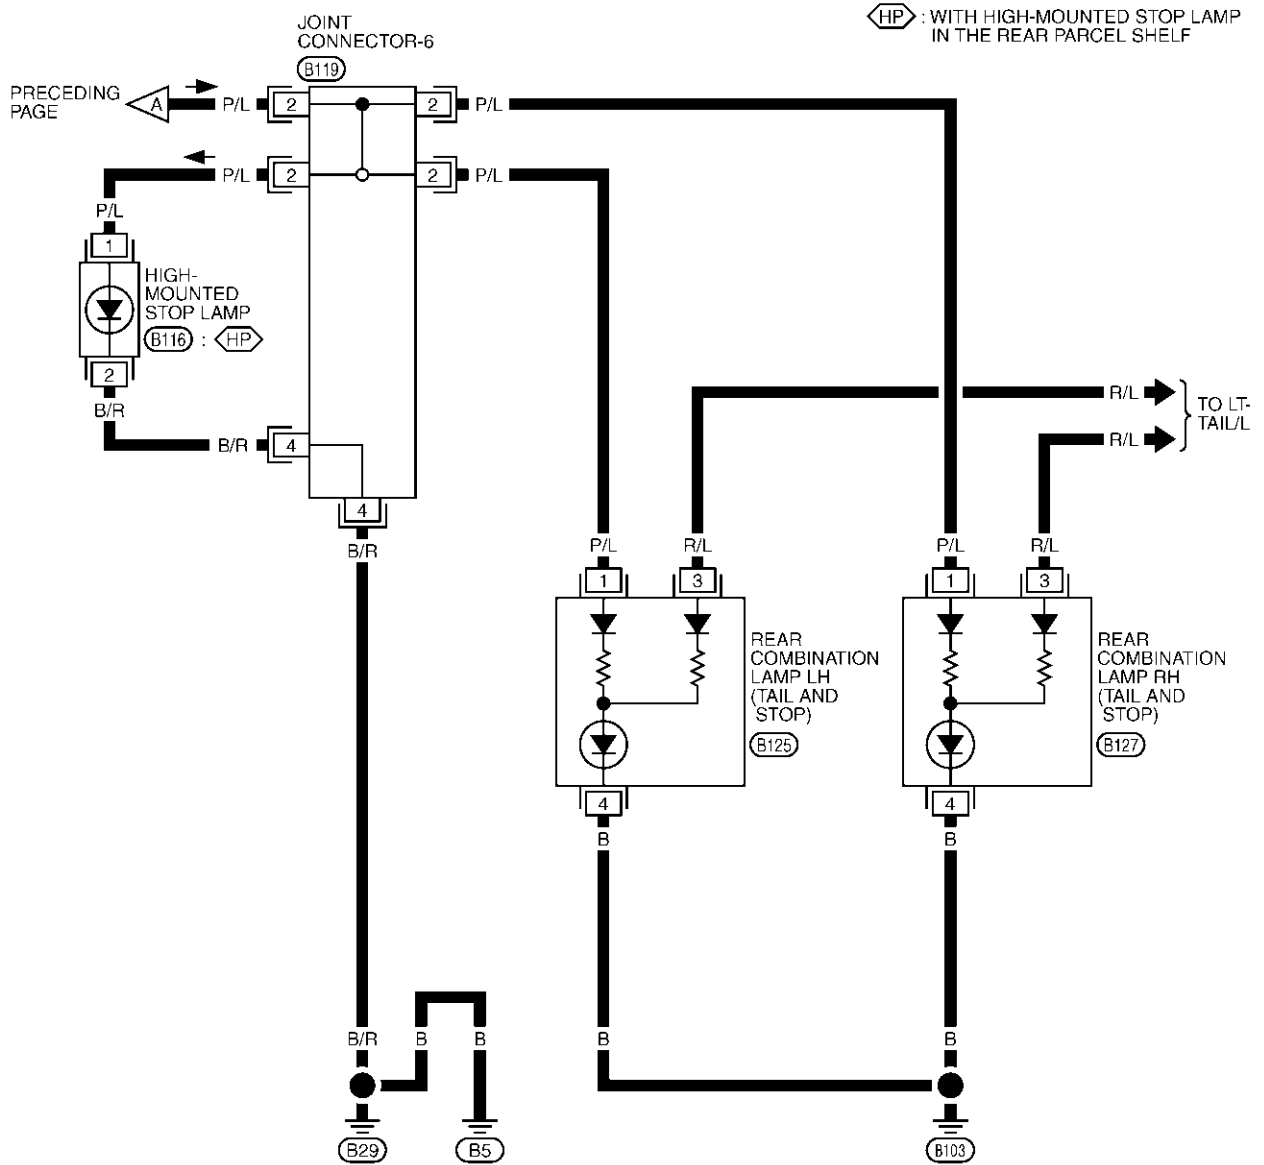 JOINT
CONNECTOR-6
B119
HP : WITH HIGH-MOUNTED STOP LAMP
IN THE REAR PARCEL SHELF
PRECEDING
PAGE
A
P/L 2 2 P/L
P/L 2 2 P/L
P/L
1
HIGH-
MOUNTED
STOP LAMP
B116 : HP
2
B/R
B/R 4
4
B/R
R/L
R/L
TO LT-
TAIL/L
P/L R/L P/L R/L
1 3 1 3
REAR
COMBINATION
LAMP LH
(TAIL AND
STOP)
B125
REAR
COMBINATION
LAMP RH
(TAIL AND
STOP)
B127
4 4
B B
B/R B B B B
B29 B5 B103